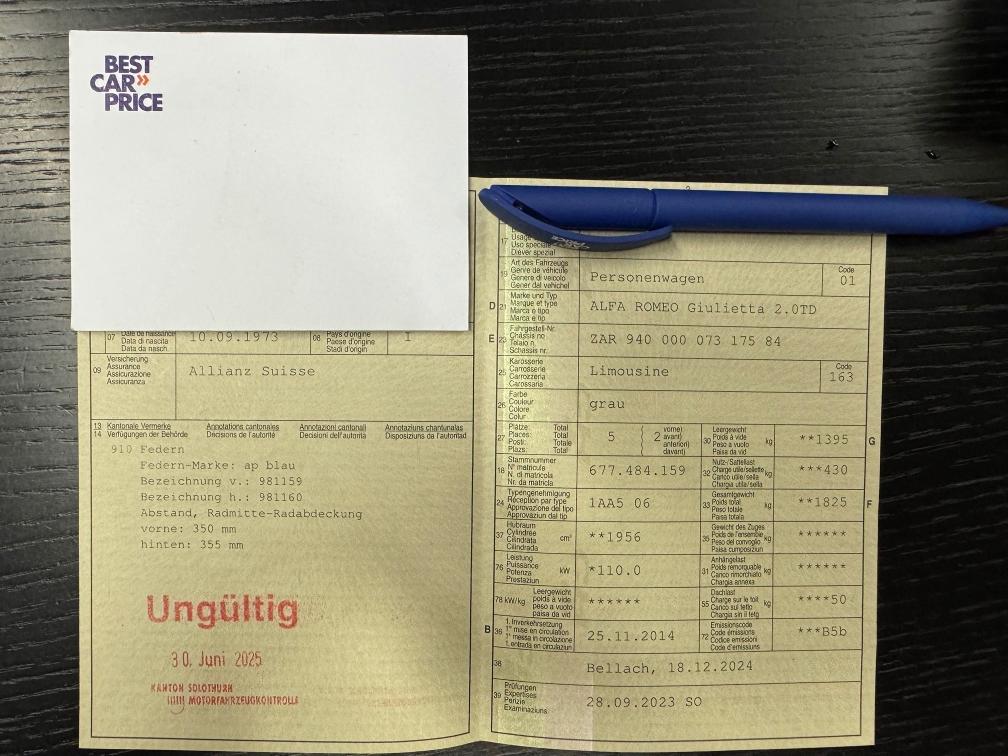 BEST
CAR»
PRICE
07
Date de naissance
Data di nascita
Data da nasch.
10.09.1973
08
Pays d'origine
Paese d'origine
Stadi d'origin
I
09
Versicherung
Assurance
Assicurazione
Assicuranza
Allianz Suisse
13 Kantonale Vermerke Annotations cantonales Annotazioni cantonali Annotaziuns chantunalas
14 Verfügungen der Behörde Décisions de l'autorité Decisioni dell'autorità Disposiziuns da l'autoritad
910 Federn
Federn-Marke: ap blau
Bezeichnung v.: 981159
Bezeichnung h.: 981160
Abstand, Radmitte-Radabdeckung
vorne: 350 mm
hinten: 355 mm
Ungültig
30. Juni 2025
KANTON SOLOTHURN
MOTORFAHRZEUGKONTROLLE
17
Usage
Uso speciale
Diever spezial
19
Art des Fahrzeugs
Genre de véhicule
Genere di veicolo
Gener dal vehichel
Personenwagen
Code
01
D 21
Marke und Typ
Marque et type
Marca e tipo
Marca e tip
ALFA ROMEO Giulietta 2.0TD
E 23
Fahrgestell-Nr.
Châssis no
Telaio n.
Schassis nr.
ZAR 940 000 073 175 84
25
Karosserie
Carrosserie
Carrozzeria
Carossaria
Limousine
Code
163
26
Farbe
Couleur
Colore
Colur
grau
27
Plätze: Total
Places: Total
Posti: Totale
Plazs: Total
5
2
vorne)
avant)
anteriori)
davant)
30
Leergewicht
Poids à vide
Peso a vuoto
Paisa da vid
kg
**1395
G
18
Stammnummer
N° matricule
N. di matricola
Nr. da matricla
677.484.159
32
Nutz-/Sattellast
Charge utile/sellette
Carico utile/sella
Chargia utila/sella
kg
***430
24
Typengenehmigung
Réception par type
Approvazione del tipo
Approvaziun dal tip
1AA5 06
33
Gesamtgewicht
Poids total
Peso totale
Paisa totala
kg
**1825
F
37
Hubraum
Cylindrée
Cilindrata
Cilindrada
cm³
**1956
35
Gewicht des Zuges
Poids de l'ensemble
Peso del convoglio
Paisa cumposiziun
kg
******
76
Leistung
Puissance
Potenza
Prestaziun
kW
*110.0
31
Anhängelast
Poids remorquable
Carico rimorchiato
Chargia annexa
kg
******
78 kW/kg
Leergewicht
poids à vide
peso a vuoto
paisa da vid
******
55
Dachlast
Charge sur le toit
Carico sul tetto
Chargia sin il tetg
kg
****50
B 36
1. Inverkehrsetzung
1re mise en circulation
1a messa in circolazione
1. entrada en circulaziun
25.11.2014
72
Emissionscode
Code émissions
Codice emissioni
Code d'emissiuns
***B5b
38
Bellach, 18.12.2024
39
Prüfungen
Expertises
Perizie
Examinaziuns
28.09.2023 SO